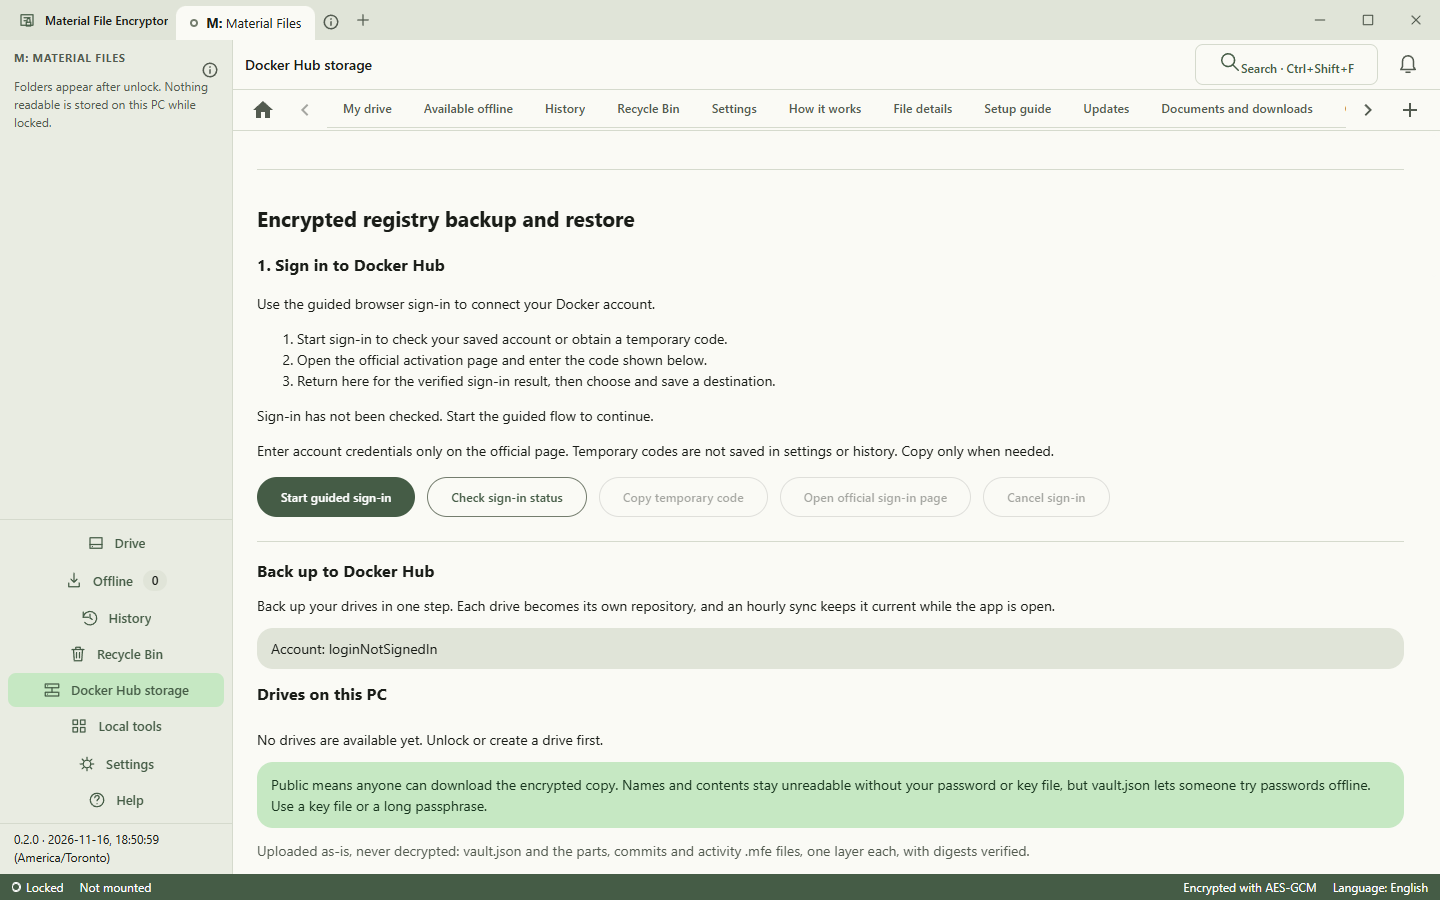 Material File Encryptor
M: Material Files
M: MATERIAL FILES
Folders appear after unlock. Nothing
readable is stored on this PC while
locked.
Docker Hub storage
Search · Ctrl+Shift+F
My drive
Available offline
History
Recycle Bin
Settings
How it works
File details
Setup guide
Updates
Documents and downloads
Encrypted registry backup and restore
1. Sign in to Docker Hub
Use the guided browser sign-in to connect your Docker account.
1. Start sign-in to check your saved account or obtain a temporary code.
2. Open the official activation page and enter the code shown below.
3. Return here for the verified sign-in result, then choose and save a destination.
Sign-in has not been checked. Start the guided flow to continue.
Enter account credentials only on the official page. Temporary codes are not saved in settings or history. Copy only when needed.
Start guided sign-in
Check sign-in status
Copy temporary code
Open official sign-in page
Cancel sign-in
Back up to Docker Hub
Back up your drives in one step. Each drive becomes its own repository, and an hourly sync keeps it current while the app is open.
Account: loginNotSignedIn
Drives on this PC
No drives are available yet. Unlock or create a drive first.
Public means anyone can download the encrypted copy. Names and contents stay unreadable without your password or key file, but vault.json lets someone try passwords offline.
Use a key file or a long passphrase.
Uploaded as-is, never decrypted: vault.json and the parts, commits and activity .mfe files, one layer each, with digests verified.
Drive
Offline 0
History
Recycle Bin
Docker Hub storage
Local tools
Settings
Help
0.2.0 · 2026-11-16, 18:50:59
(America/Toronto)
Locked
Not mounted
Encrypted with AES-GCM
Language: English